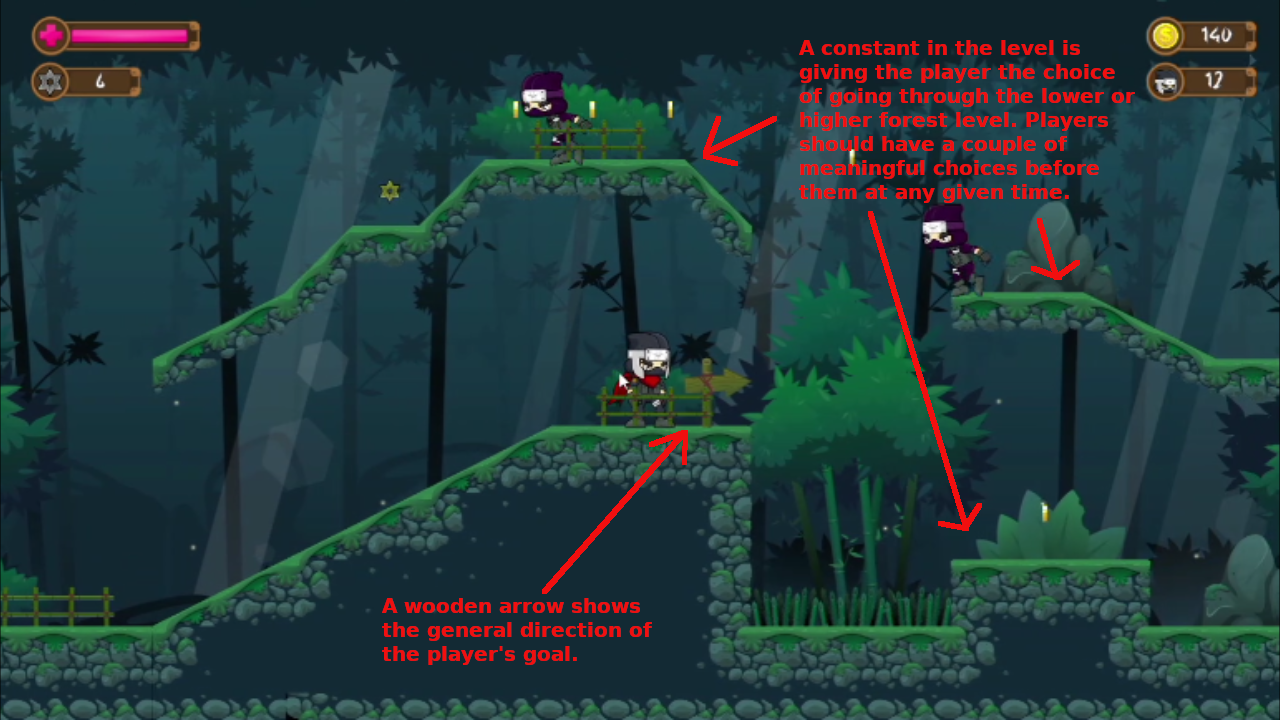 6
140
12
A constant in the level is
giving the player the choice
of going through the lower or
higher forest level. Players
should have a couple of
meaningful choices before
them at any given time.
A wooden arrow shows
the general direction of
the player's goal.